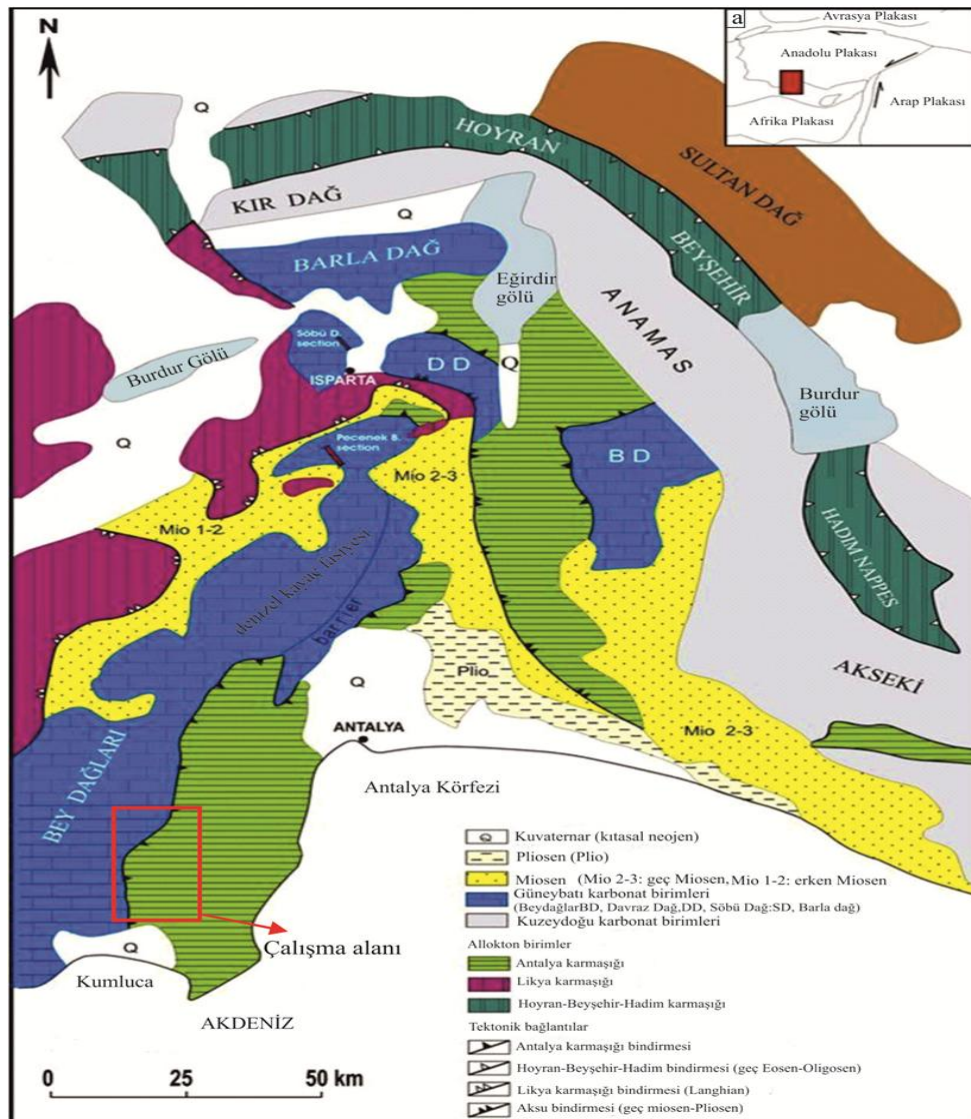 N
a
Avrasya Plakası
Anadolu Plakası
Arap Plakası
Afrika Plakası
Q
HOYRAN
SULTAN DAĞ
KIR DAĞ
Q
BEYŞEHİR
BARLA DAĞ
Eğirdir
gölü
ANAMAS
Söbü D.
section
Burdur Gölü
ISPARTA
D D
Q
Burdur
gölü
Q
Pecenek B.
section
B D
Mio 2-3
Mio 1-2
HADIM NAPPES
denizel kavaç fasiyesi
barrier
Plio
AKSEKİ
Q
ANTALYA
Mio 2-3
BEY DAĞLARI
Antalya Körfezi
Q
Çalışma alanı
Kumluca
AKDENİZ
0 25 50 km
Q Kuvaternar (kıtasal neojen)
Pliosen (Plio)
Miosen (Mio 2-3: geç Miosen, Mio 1-2: erken Miosen
Güneybatı karbonat birimleri
(BeydağlarBD, Davraz Dağ,DD, Söbü Dağ:SD, Barla dağ)
Kuzeydoğu karbonat birimleri
Allokton birimler
Antalya karmaşığı
Likya karmaşığı
Hoyran-Beyşehir-Hadim karmaşığı
Tektonik bağlantılar
Antalya karmaşığı bindirmesi
Hoyran-Beyşehir-Hadim bindirmesi (geç Eosen-Oligosen)
Likya karmaşığı bindirmesi (Langhian)
Aksu bindirmesi (geç miosen-Pliosen)